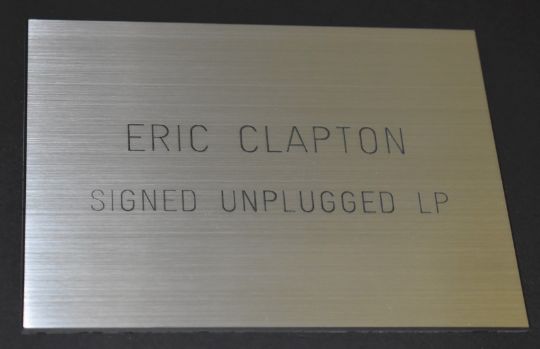 ERIC CLAPTON
SIGNED UNPLUGGED LP